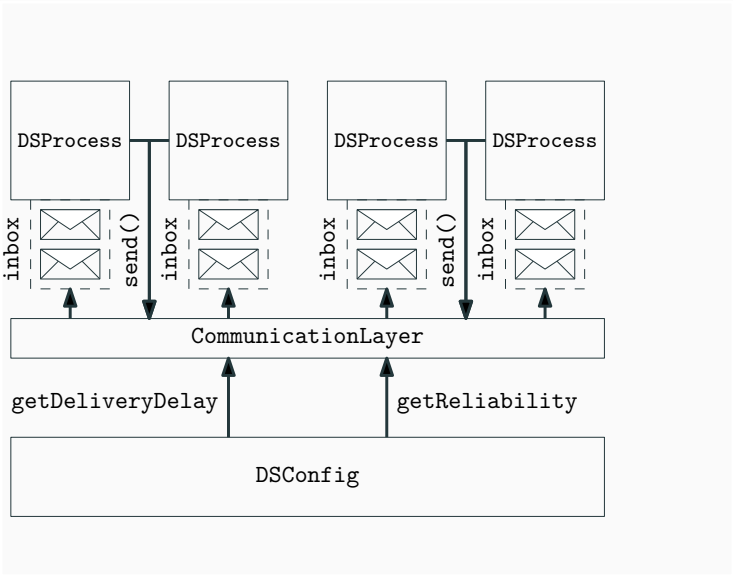 DSProcess
DSProcess
DSProcess
DSProcess
inbox
send()
inbox
inbox
send()
inbox
CommunicationLayer
getDeliveryDelay
getReliability
DSConfig